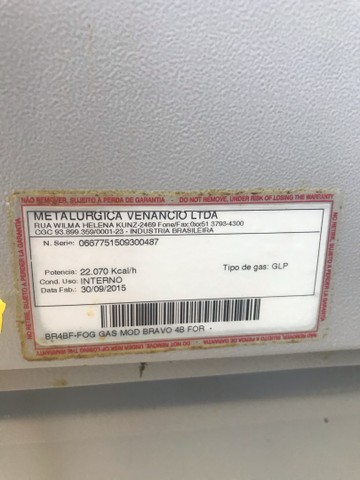 NÃO REMOVER, SUJEITO A PERDA DE GARANTIA - DO NOT REMOVE, UNDER RISK OF LOSING THE WARRANTY
METALURGICA VENANCIO LTDA
RUA WILMA HELENA KUNZ-2469 Fone/Fax:0xx51 3793-4300
CGC 93.899.359/0001-23 - INDUSTRIA BRASILEIRA
N. Serie: 0667751509300487
Potencia: 22.070 Kcal/h
Tipo de gas: GLP
Cond. Uso: INTERNO
Data Fab.: 30/09/2015
BR4BF-FOG GAS MOD BRAVO 4B FOR -